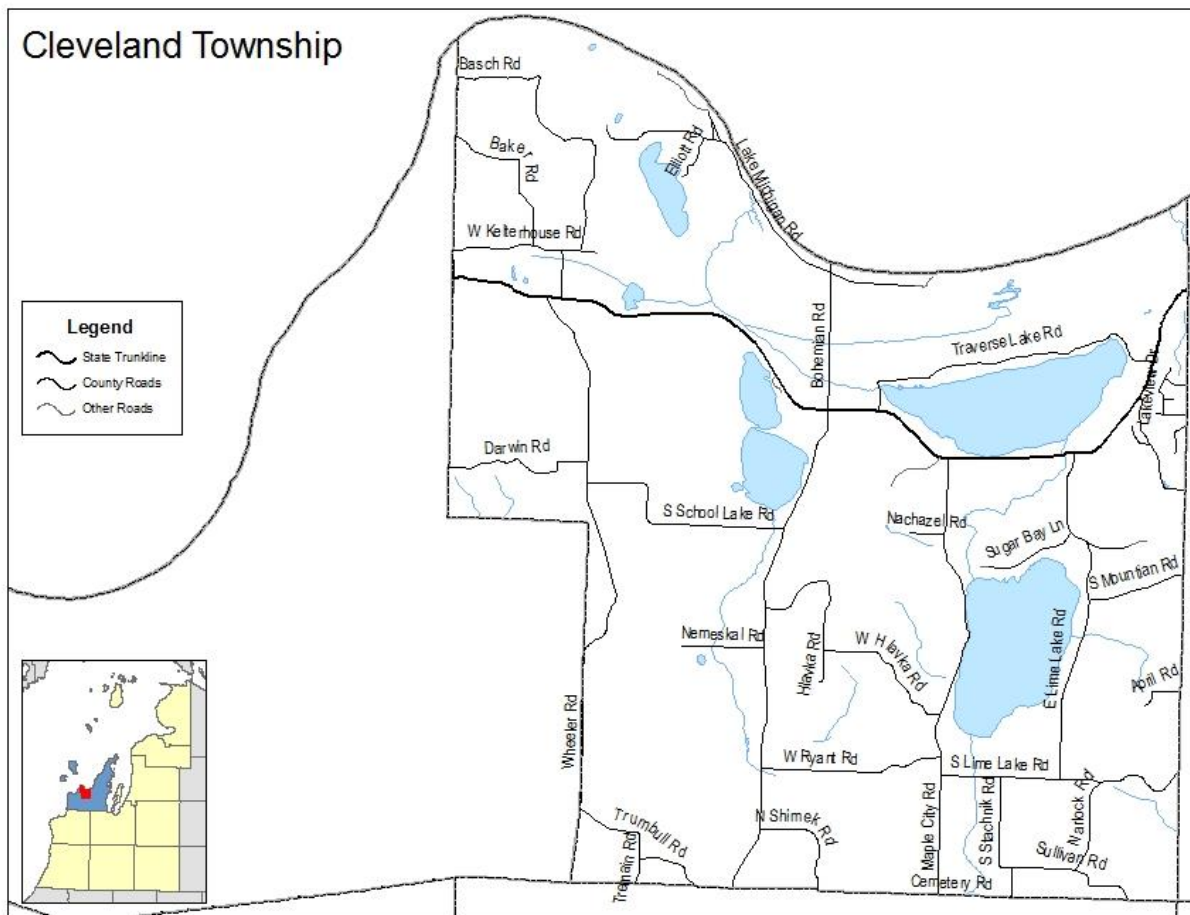 Cleveland Township
Basch Rd
Baker Rd
Elliott Rd
Lake Michigan Rd
W Kelterhouse Rd
Legend
State Trunkline
County Roads
Other Roads
Bohemian Rd
Traverse Lake Rd
Lakeview Dr
Darwin Rd
S School Lake Rd
Nachazel Rd
Sugar Bay Ln
S Mountian Rd
Nemeskal Rd
Hlavka Rd
W Hlavka Rd
E Lime Lake Rd
April Rd
Wheeler Rd
W Ryant Rd
S Lime Lake Rd
Trumbull Rd
Tremain Rd
N Shimek Rd
Maple City Rd
S Stachnik Rd
Narlock Rd
Sullivan Rd
Cemetery Rd